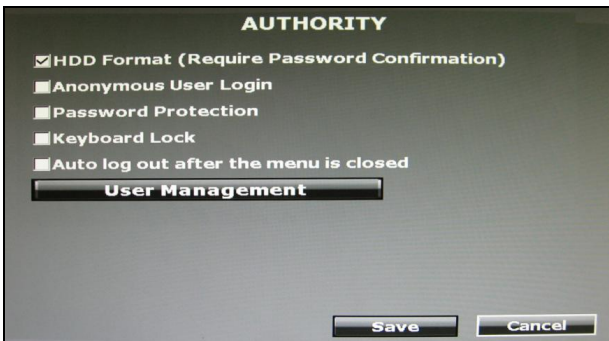 AUTHORITY
HDD Format (Require Password Confirmation)
Anonymous User Login
Password Protection
Keyboard Lock
Auto log out after the menu is closed
User Management
Save Cancel